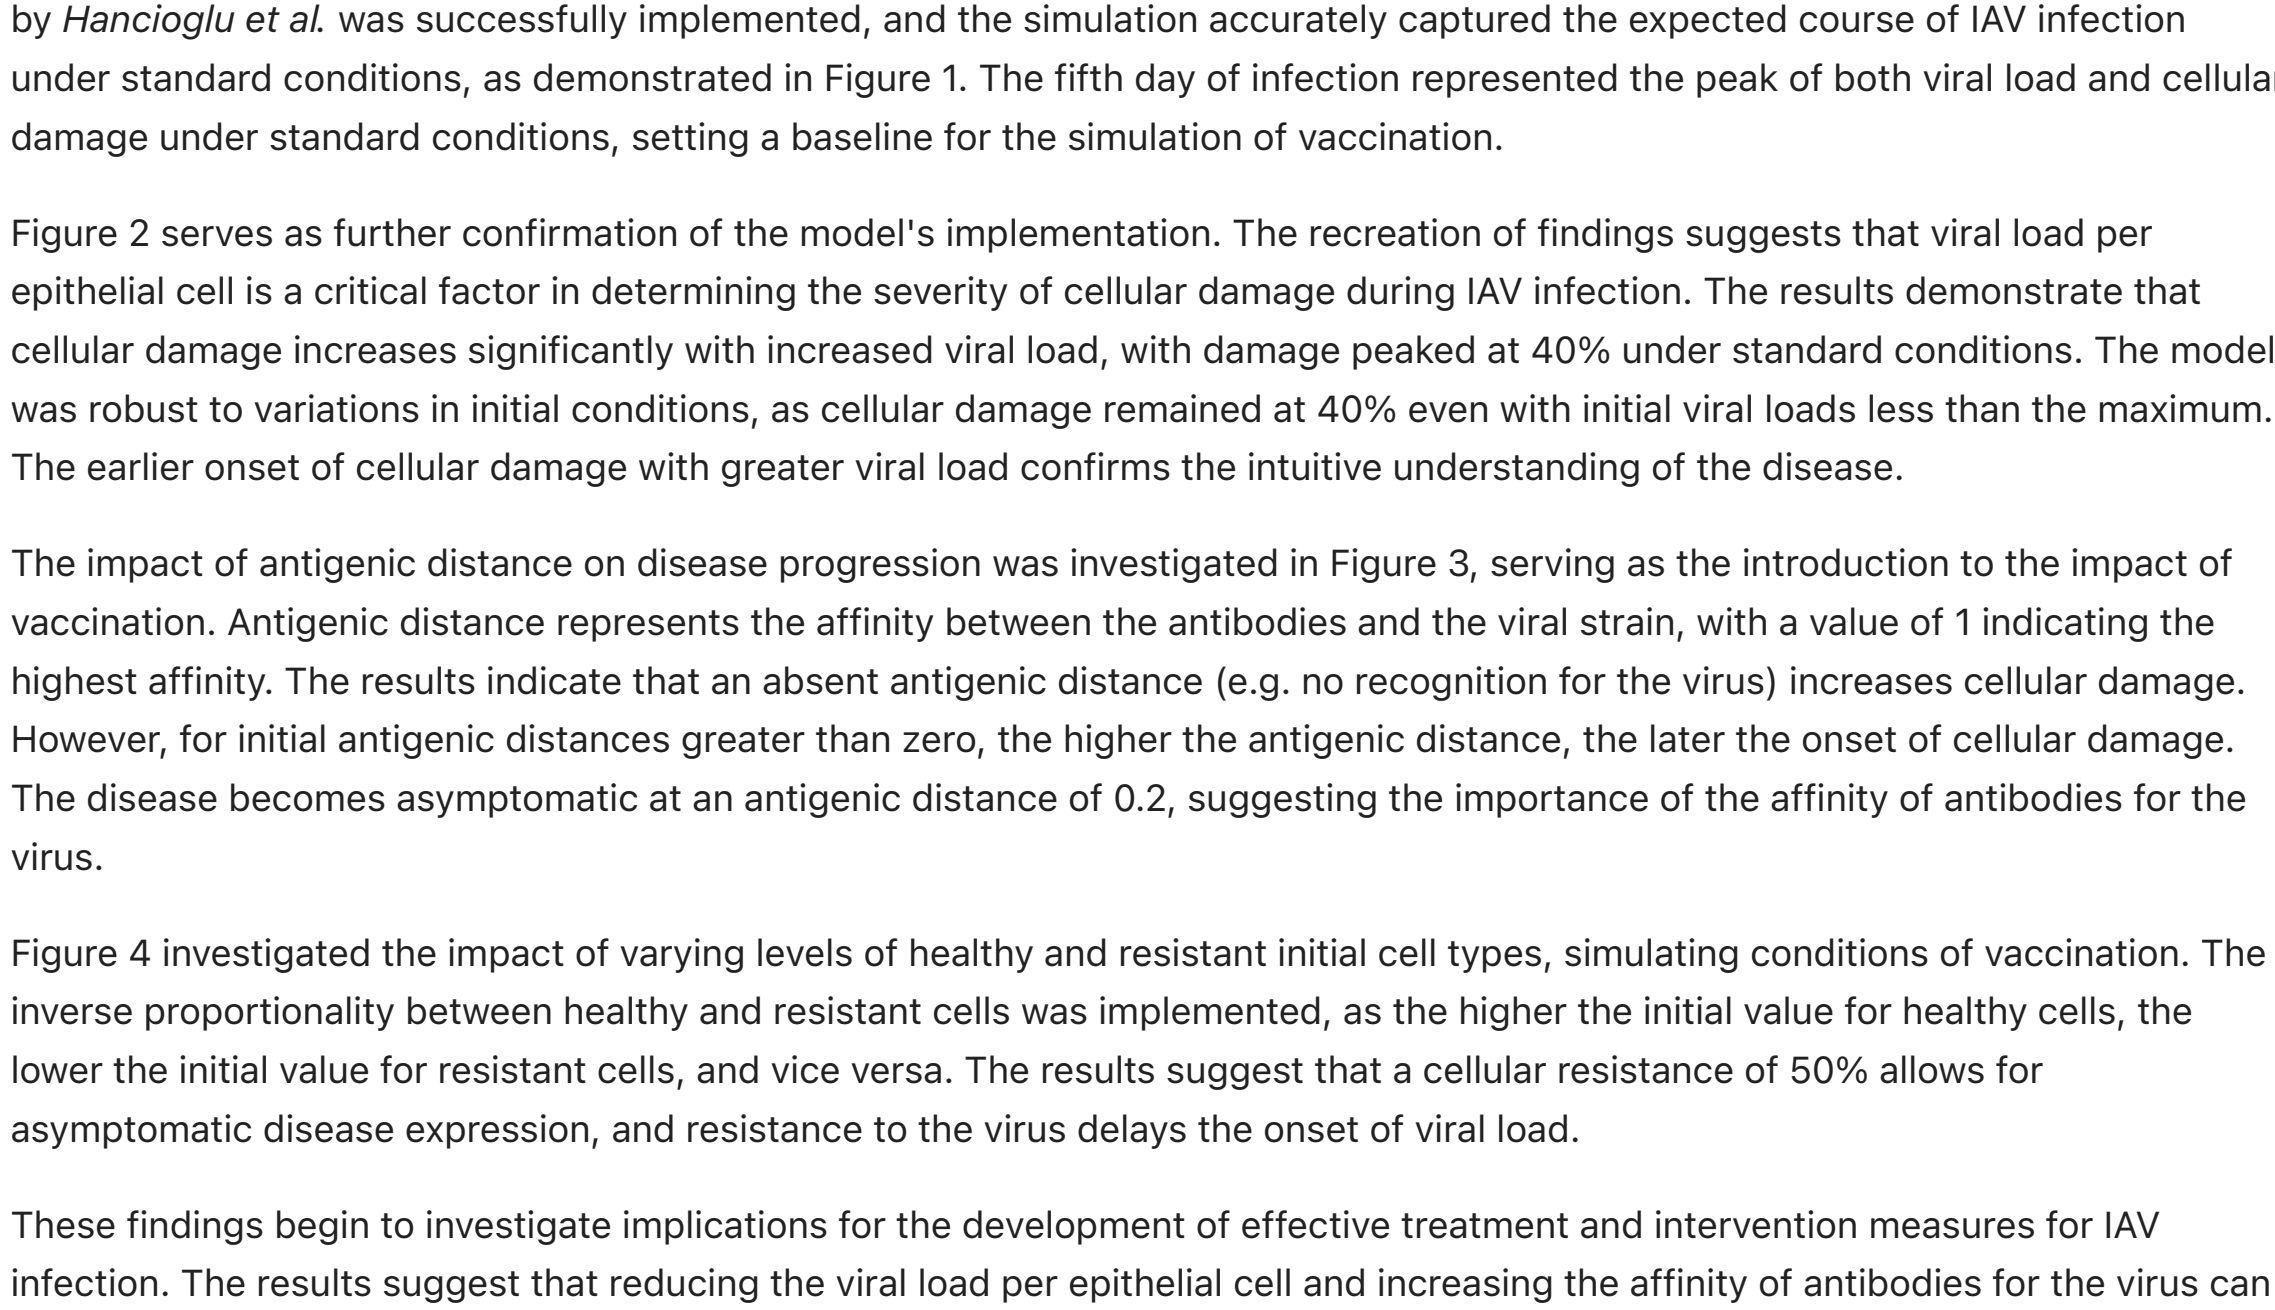 by Hancioglu et al. was successfully implemented, and the simulation accurately captured the expected course of IAV infection
under standard conditions, as demonstrated in Figure 1. The fifth day of infection represented the peak of both viral load and cellular
damage under standard conditions, setting a baseline for the simulation of vaccination.
Figure 2 serves as further confirmation of the model's implementation. The recreation of findings suggests that viral load per
epithelial cell is a critical factor in determining the severity of cellular damage during IAV infection. The results demonstrate that
cellular damage increases significantly with increased viral load, with damage peaked at 40% under standard conditions. The model
was robust to variations in initial conditions, as cellular damage remained at 40% even with initial viral loads less than the maximum.
The earlier onset of cellular damage with greater viral load confirms the intuitive understanding of the disease.
The impact of antigenic distance on disease progression was investigated in Figure 3, serving as the introduction to the impact of
vaccination. Antigenic distance represents the affinity between the antibodies and the viral strain, with a value of 1 indicating the
highest affinity. The results indicate that an absent antigenic distance (e.g. no recognition for the virus) increases cellular damage.
However, for initial antigenic distances greater than zero, the higher the antigenic distance, the later the onset of cellular damage.
The disease becomes asymptomatic at an antigenic distance of 0.2, suggesting the importance of the affinity of antibodies for the
virus.
Figure 4 investigated the impact of varying levels of healthy and resistant initial cell types, simulating conditions of vaccination. The
inverse proportionality between healthy and resistant cells was implemented, as the higher the initial value for healthy cells, the
lower the initial value for resistant cells, and vice versa. The results suggest that a cellular resistance of 50% allows for
asymptomatic disease expression, and resistance to the virus delays the onset of viral load.
These findings begin to investigate implications for the development of effective treatment and intervention measures for IAV
infection. The results suggest that reducing the viral load per epithelial cell and increasing the affinity of antibodies for the virus can